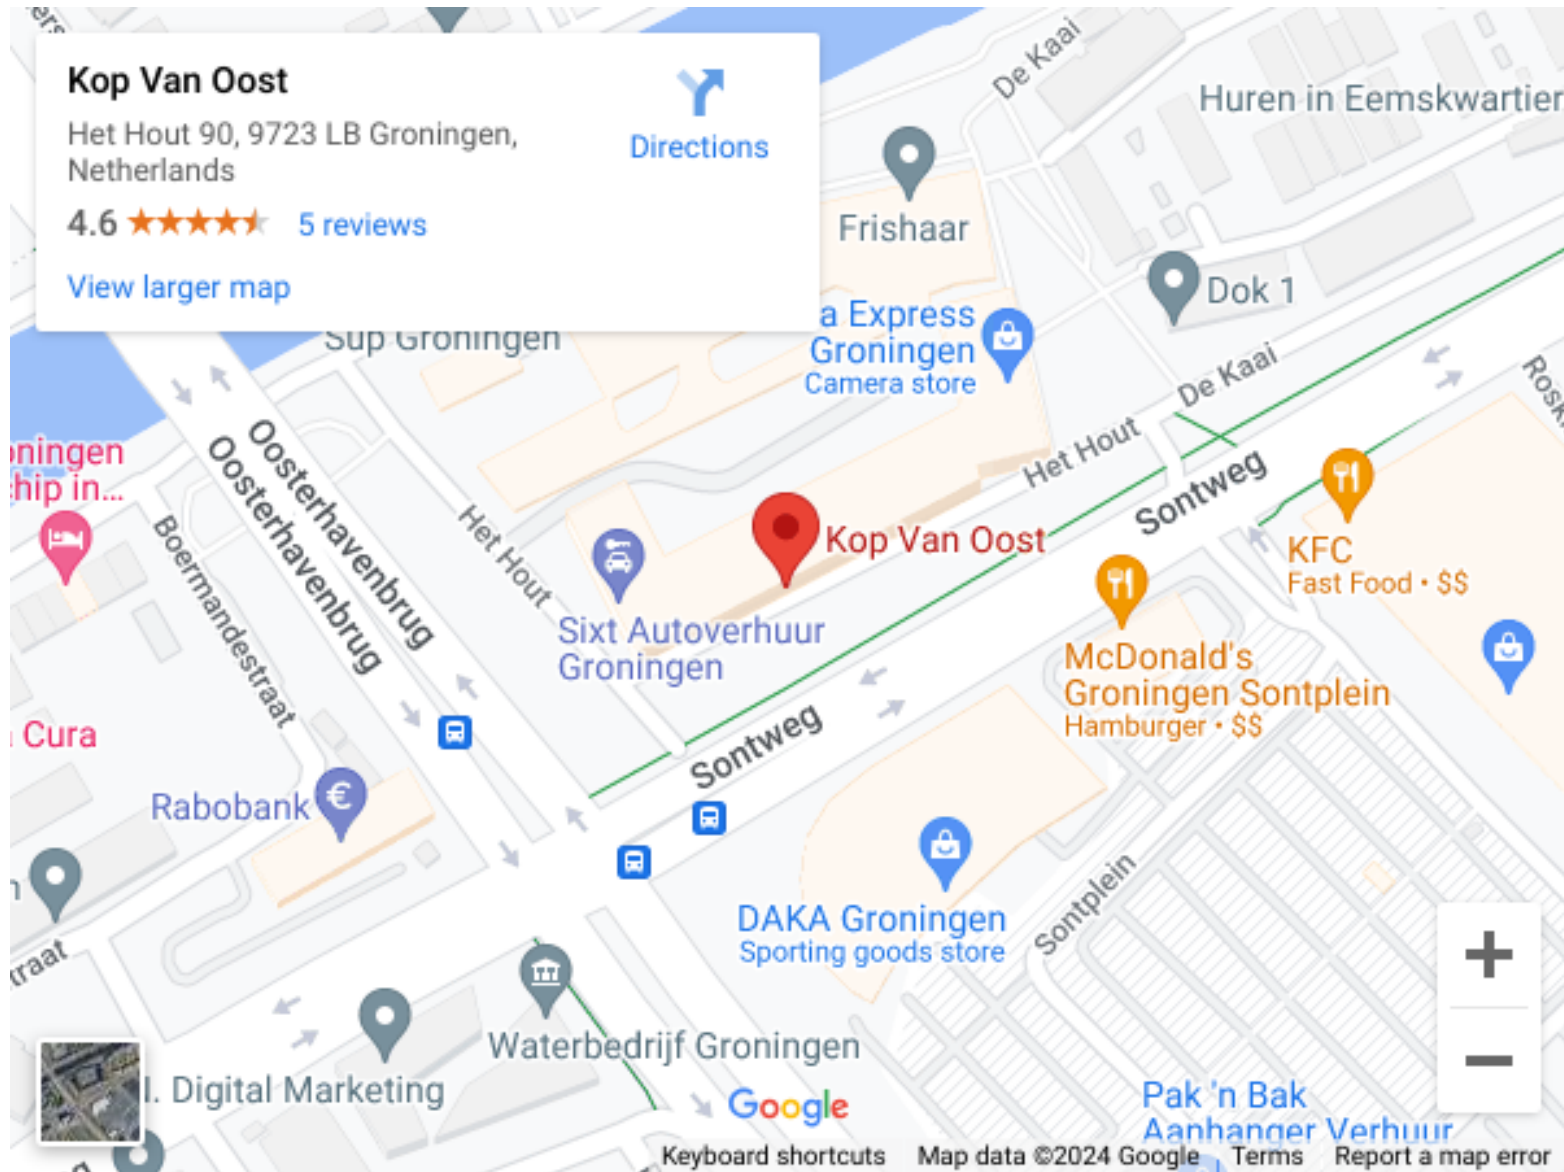 Kop Van Oost
Het Hout 90, 9723 LB Groningen,
Netherlands
4.6
5 reviews
View larger map
Directions
De Kaai
Huren in Eemskwartier
Frishaar
Dok 1
Sup Groningen
a Express
Groningen
Camera store
De Kaai
Het Hout
Sontweg
Oosterhavenbrug
Oosterhavenbrug
Boermandestraat
Het Hout
Kop Van Oost
Sixt Autoverhuur
Groningen
KFC
Fast Food • $$
McDonald's
Groningen Sontplein
Hamburger • $$
Cura
Rabobank
€
Sontweg
DAKA Groningen
Sporting goods store
Sontplein
raat
Waterbedrijf Groningen
Digital Marketing
Pak 'n Bak
Aanhanger Verhuur
+
−
Google
Keyboard shortcuts
Map data ©2024 Google
Terms
Report a map error